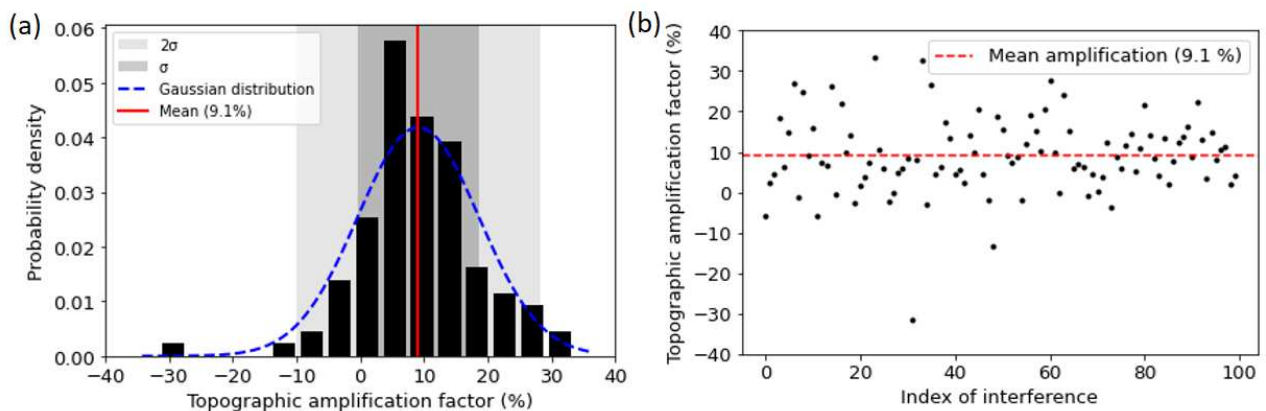 (a)
0.06
0.05
0.04
0.03
0.02
0.01
0.00
Probability density
2σ
σ
Gaussian distribution
Mean (9.1%)
−40 −30 −20 −10 0 10 20 30 40
Topographic amplification factor (%)
(b)
40
30
20
10
0
−10
−20
−30
−40
Topographic amplification factor (%)
Mean amplification (9.1 %)
0 20 40 60 80 100
Index of interference